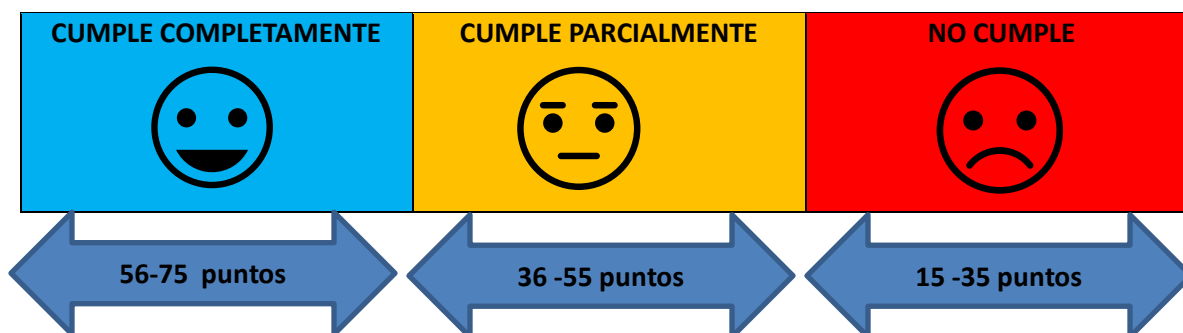 CUMPLE COMPLETAMENTE
CUMPLE PARCIALMENTE
NO CUMPLE
56-75 puntos
36 -55 puntos
15 -35 puntos